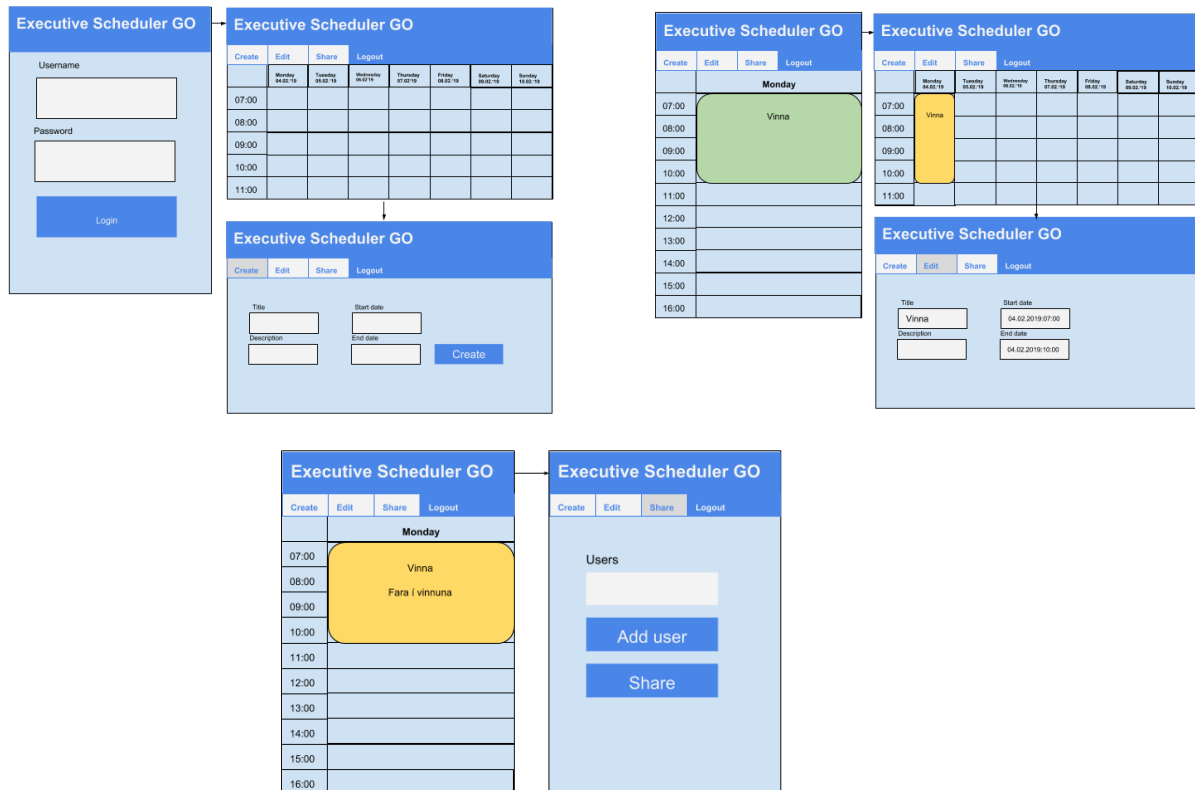 Executive Scheduler GO
Username
Password
Login
Executive Scheduler GO
Create Edit Share Logout
Monday Tuesday Wednesday Thursday Friday Saturday Sunday
04.02.'19 05.02.'19 06.02'19 07.02'19 08.02.'19 09.02.'19 10.02.'19
07:00
08:00
09:00
10:00
11:00
Executive Scheduler GO
Create Edit Share Logout
Title Start date
Description End date
Create
Executive Scheduler GO
Create Edit Share Logout
Monday
07:00
Vinna
08:00
09:00
10:00
11:00
12:00
13:00
14:00
15:00
16:00
Executive Scheduler GO
Create Edit Share Logout
Monday Tuesday Wednesday Thursday Friday Saturday Sunday
04.02.'19 05.02.'19 06.02.'19 07.02.'19 08.02.'19 09.02.'19 10.02.'19
07:00
Vinna
08:00
09:00
10:00
11:00
Executive Scheduler GO
Create Edit Share Logout
Title Start date
Vinna 04.02.2019:07:00
Description End date
04.02.2019:10:00
Executive Scheduler GO
Create Edit Share Logout
Monday
07:00
Vinna
08:00
Fara í vinnuna
09:00
10:00
11:00
12:00
13:00
14:00
15:00
16:00
Executive Scheduler GO
Create Edit Share Logout
Users
Add user
Share